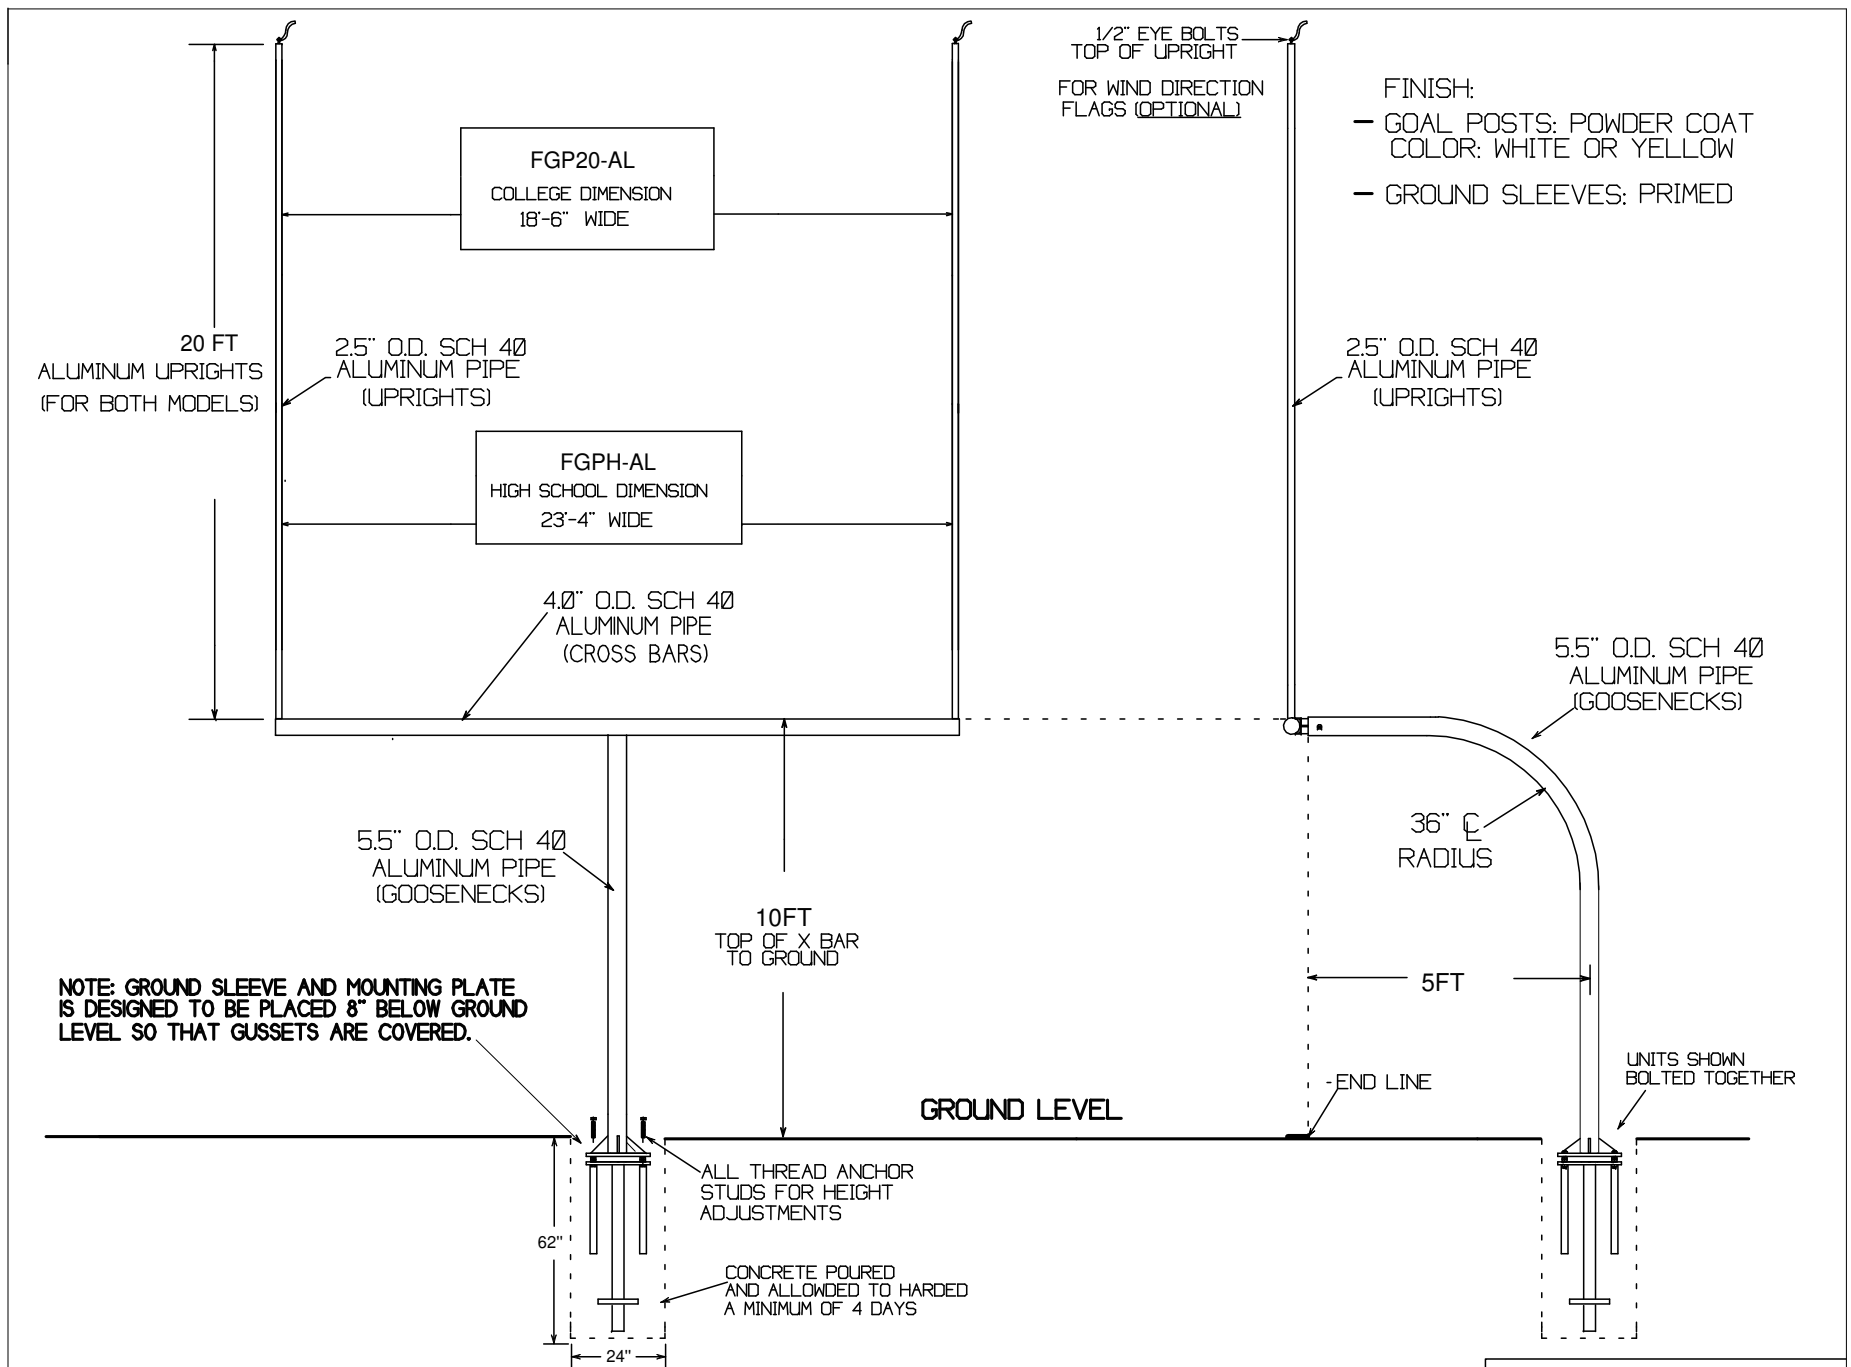 1/2" EYE BOLTS
TOP OF UPRIGHT
FOR WIND DIRECTION
FLAGS (OPTIONAL)
FINISH:
— GOAL POSTS: POWDER COAT
COLOR: WHITE OR YELLOW
— GROUND SLEEVES: PRIMED
FGP20-AL
COLLEGE DIMENSION
18'-6" WIDE
20 FT
ALUMINUM UPRIGHTS
(FOR BOTH MODELS)
2.5" O.D. SCH 40
ALUMINUM PIPE
(UPRIGHTS)
2.5" O.D. SCH 40
ALUMINUM PIPE
(UPRIGHTS)
FGPH-AL
HIGH SCHOOL DIMENSION
23'-4" WIDE
4.0" O.D. SCH 40
ALUMINUM PIPE
(CROSS BARS)
5.5" O.D. SCH 40
ALUMINUM PIPE
(GOOSENECKS)
36" ℄
RADIUS
5.5" O.D. SCH 40
ALUMINUM PIPE
(GOOSENECKS)
10FT
TOP OF X BAR
TO GROUND
5FT
NOTE: GROUND SLEEVE AND MOUNTING PLATE
IS DESIGNED TO BE PLACED 8" BELOW GROUND
LEVEL SO THAT GUSSETS ARE COVERED.
GROUND LEVEL
-END LINE
UNITS SHOWN
BOLTED TOGETHER
ALL THREAD ANCHOR
STUDS FOR HEIGHT
ADJUSTMENTS
62"
CONCRETE POURED
AND ALLOWDED TO HARDED
A MINIMUM OF 4 DAYS
24"